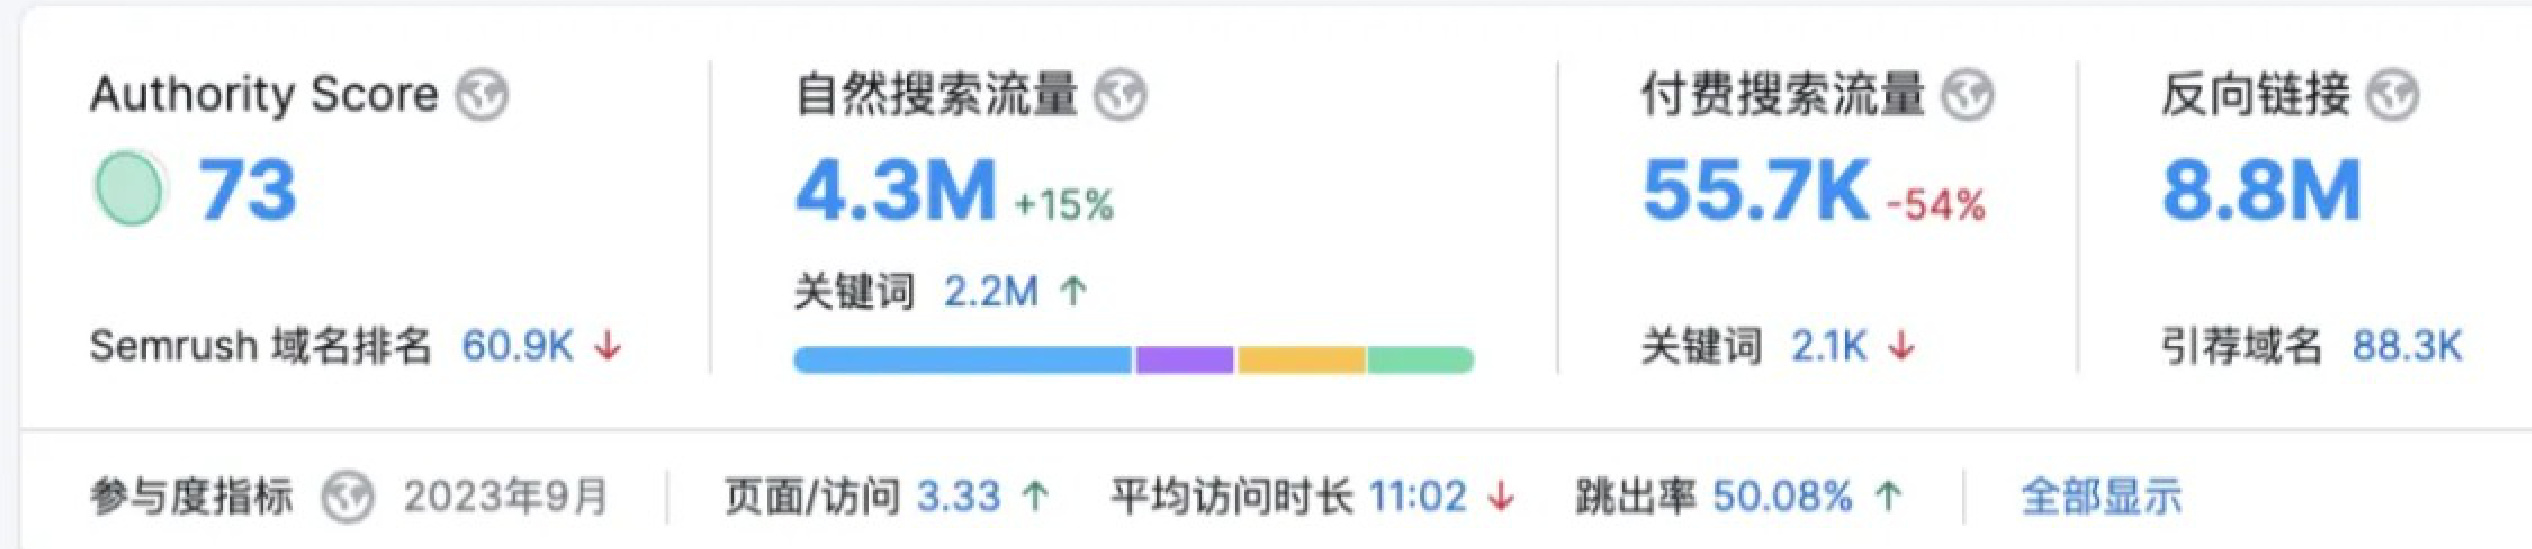 Authority Score
73
Semrush 域名排名 60.9K ↓
自然搜索流量
4.3M +15%
关键词 2.2M ↑
付费搜索流量
55.7K -54%
关键词 2.1K ↓
反向链接
8.8M
引荐域名 88.3K
参与度指标 2023年9月 页面/访问 3.33 ↑ 平均访问时长 11:02 ↓ 跳出率 50.08% ↑ 全部显示